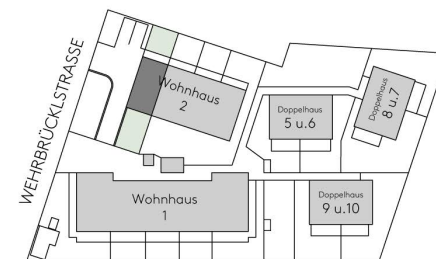 WEHRBRÜCKLSTRASSE
Wohnhaus
2
Doppelhaus
5 u.6
Doppelhaus
8 u.7
Wohnhaus
1
Doppelhaus
9 u.10